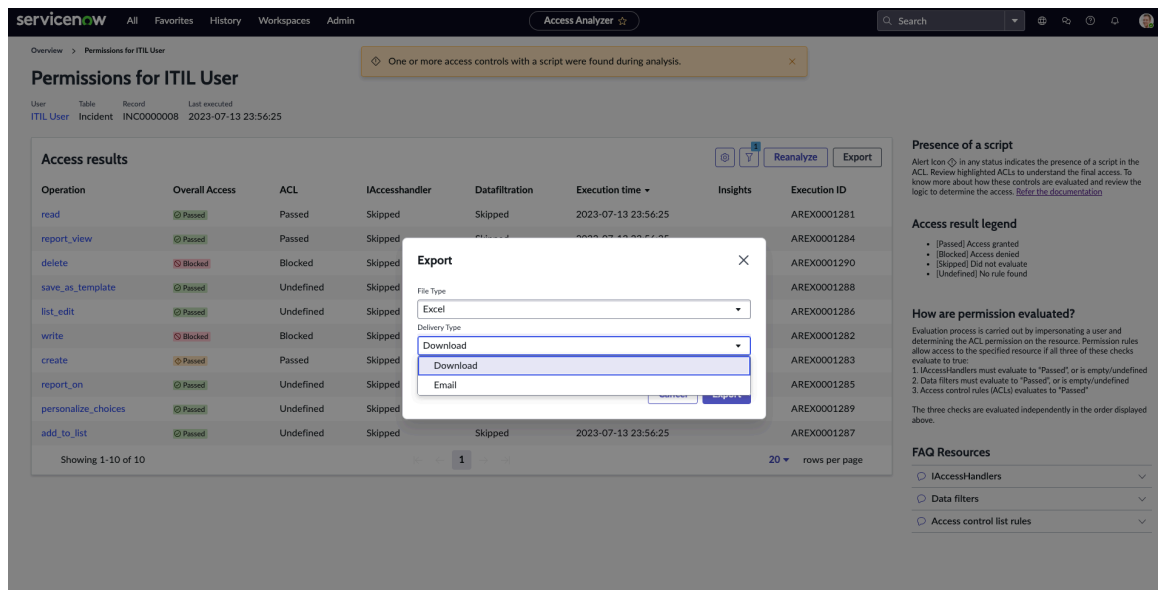 servicenow All Favorites History Workspaces Admin Access Analyzer Search
Overview > Permissions for ITIL User
One or more access controls with a script were found during analysis.
Permissions for ITIL User
User Table Record Last executed
ITIL User Incident INC0000008 2023-07-13 23:56:25
Access results
1
Reanalyze Export
Operation Overall Access ACL IAccesshandler Datafiltration Execution time Insights Execution ID
read Passed Passed Skipped Skipped 2023-07-13 23:56:25 AREX0001281
report_view Passed Passed Skipped Skipped 2023-07-13 23:56:25 AREX0001284
delete Blocked Blocked Skipped AREX0001290
save_as_template Passed Undefined Skipped AREX0001288
list_edit Passed Undefined Skipped AREX0001286
write Blocked Blocked Skipped AREX0001282
create Passed Passed Skipped AREX0001283
report_on Passed Undefined Skipped AREX0001285
personalize_choices Passed Undefined Skipped AREX0001289
add_to_list Passed Undefined Skipped Skipped 2023-07-13 23:56:25 AREX0001287
Showing 1-10 of 10 1 20 rows per page
Export
File Type
Excel
Delivery Type
Download
Download
Email
Cancel Export
Presence of a script
Alert Icon in any status indicates the presence of a script in the
ACL. Review highlighted ACLs to understand the final access. To
know more about how these controls are evaluated and review the
logic to determine the access. Refer the documentation
Access result legend
• [Passed] Access granted
• [Blocked] Access denied
• [Skipped] Did not evaluate
• [Undefined] No rule found
How are permission evaluated?
Evaluation process is carried out by impersonating a user and
determining the ACL permission on the resource. Permission rules
allow access to the specified resource if all three of these checks
evaluate to true:
1. IAccessHandlers must evaluate to "Passed", or is empty/undefined
2. Data filters must evaluate to "Passed", or is empty/undefined
3. Access control rules (ACLs) evaluates to "Passed"
The three checks are evaluated independently in the order displayed
above.
FAQ Resources
IAccessHandlers
Data filters
Access control list rules